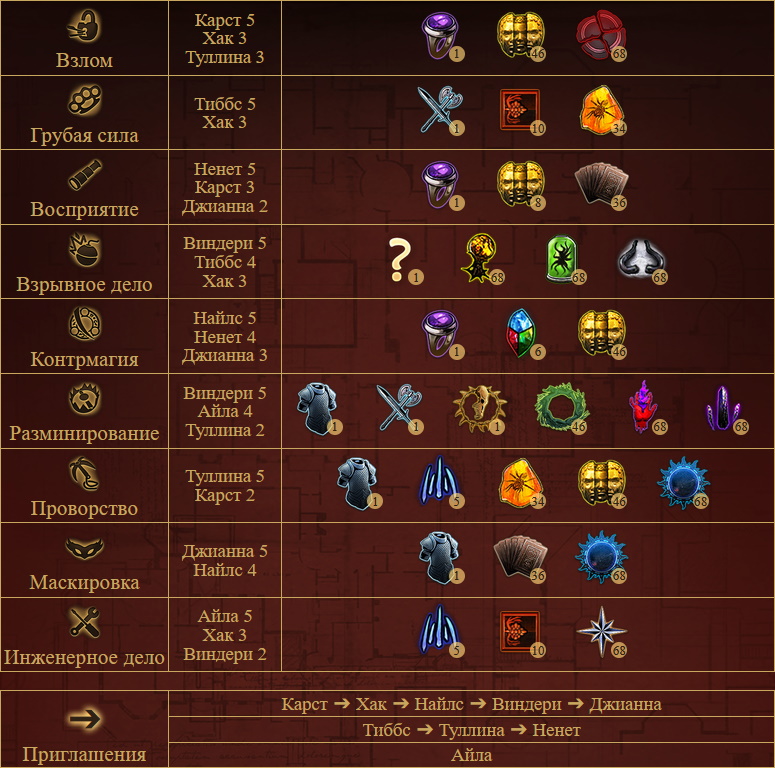 Взлом
Карст 5
Хак 3
Туллина 3
1 46 68
Грубая сила
Тиббс 5
Хак 3
1 10 34
Восприятие
Ненет 5
Карст 3
Джианна 2
1 8 36
Взрывное дело
Виндери 5
Тиббс 4
Хак 3
? 1 68 68 68
Контрмагия
Найлс 5
Ненет 4
Джианна 3
1 6 46
Разминирование
Виндери 5
Айла 4
Туллина 2
1 1 1 46 68 68
Проворство
Туллина 5
Карст 2
1 5 34 46 68
Маскировка
Джианна 5
Найлс 4
1 36 68
Инженерное дело
Айла 5
Хак 3
Виндери 2
5 10 68
Приглашения
Карст ➔ Хак ➔ Найлс ➔ Виндери ➔ Джианна
Тиббс ➔ Туллина ➔ Ненет
Айла